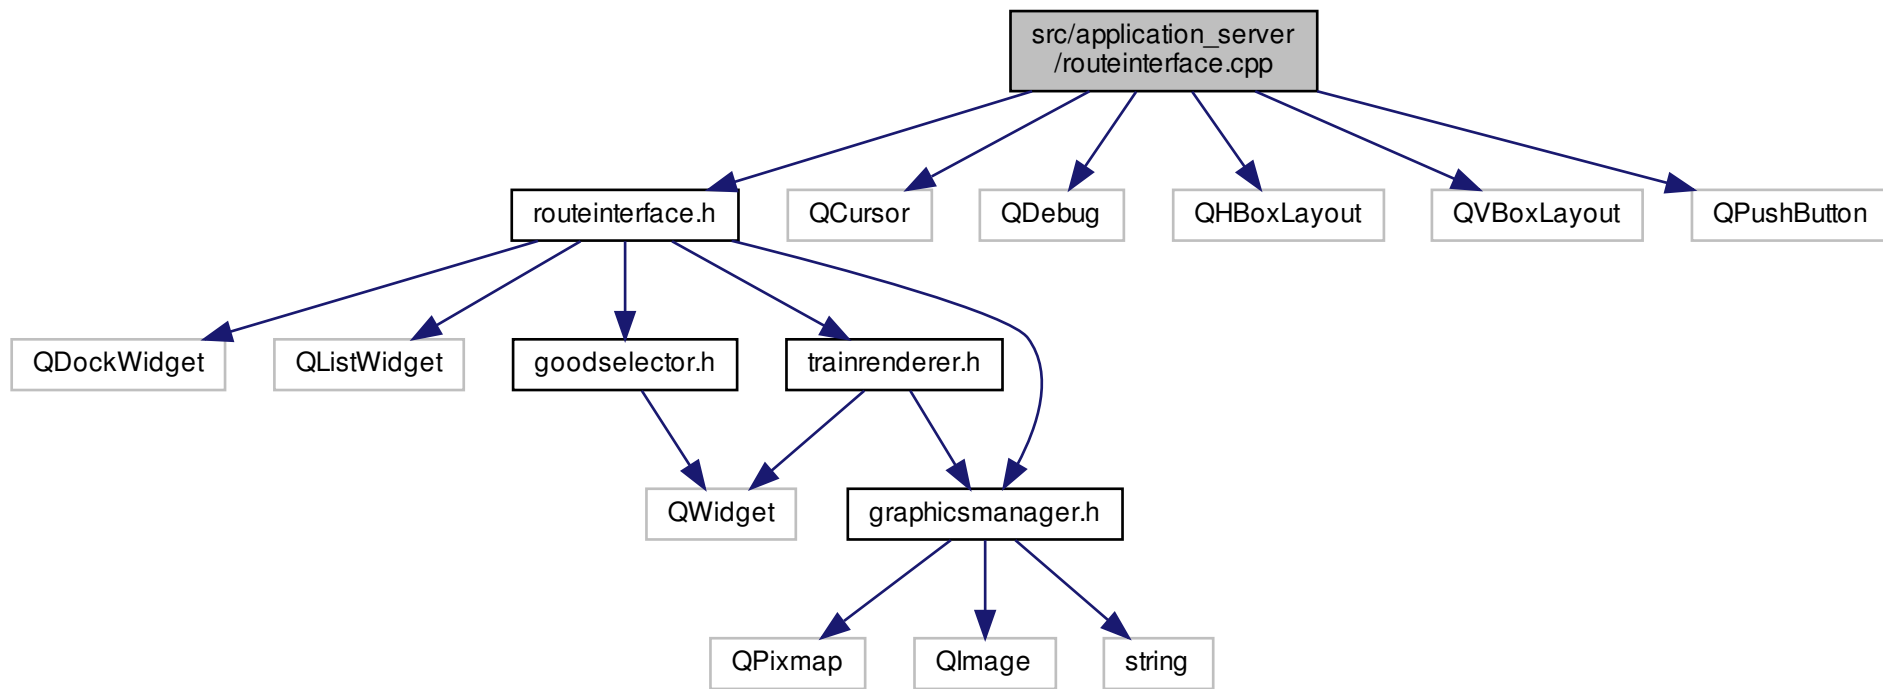 src/application_server
/routeinterface.cpp
routeinterface.h
QCursor
QDebug
QHBoxLayout
QVBoxLayout
QPushButton
QDockWidget
QListWidget
goodselector.h
trainrenderer.h
QWidget
graphicsmanager.h
QPixmap
QImage
string